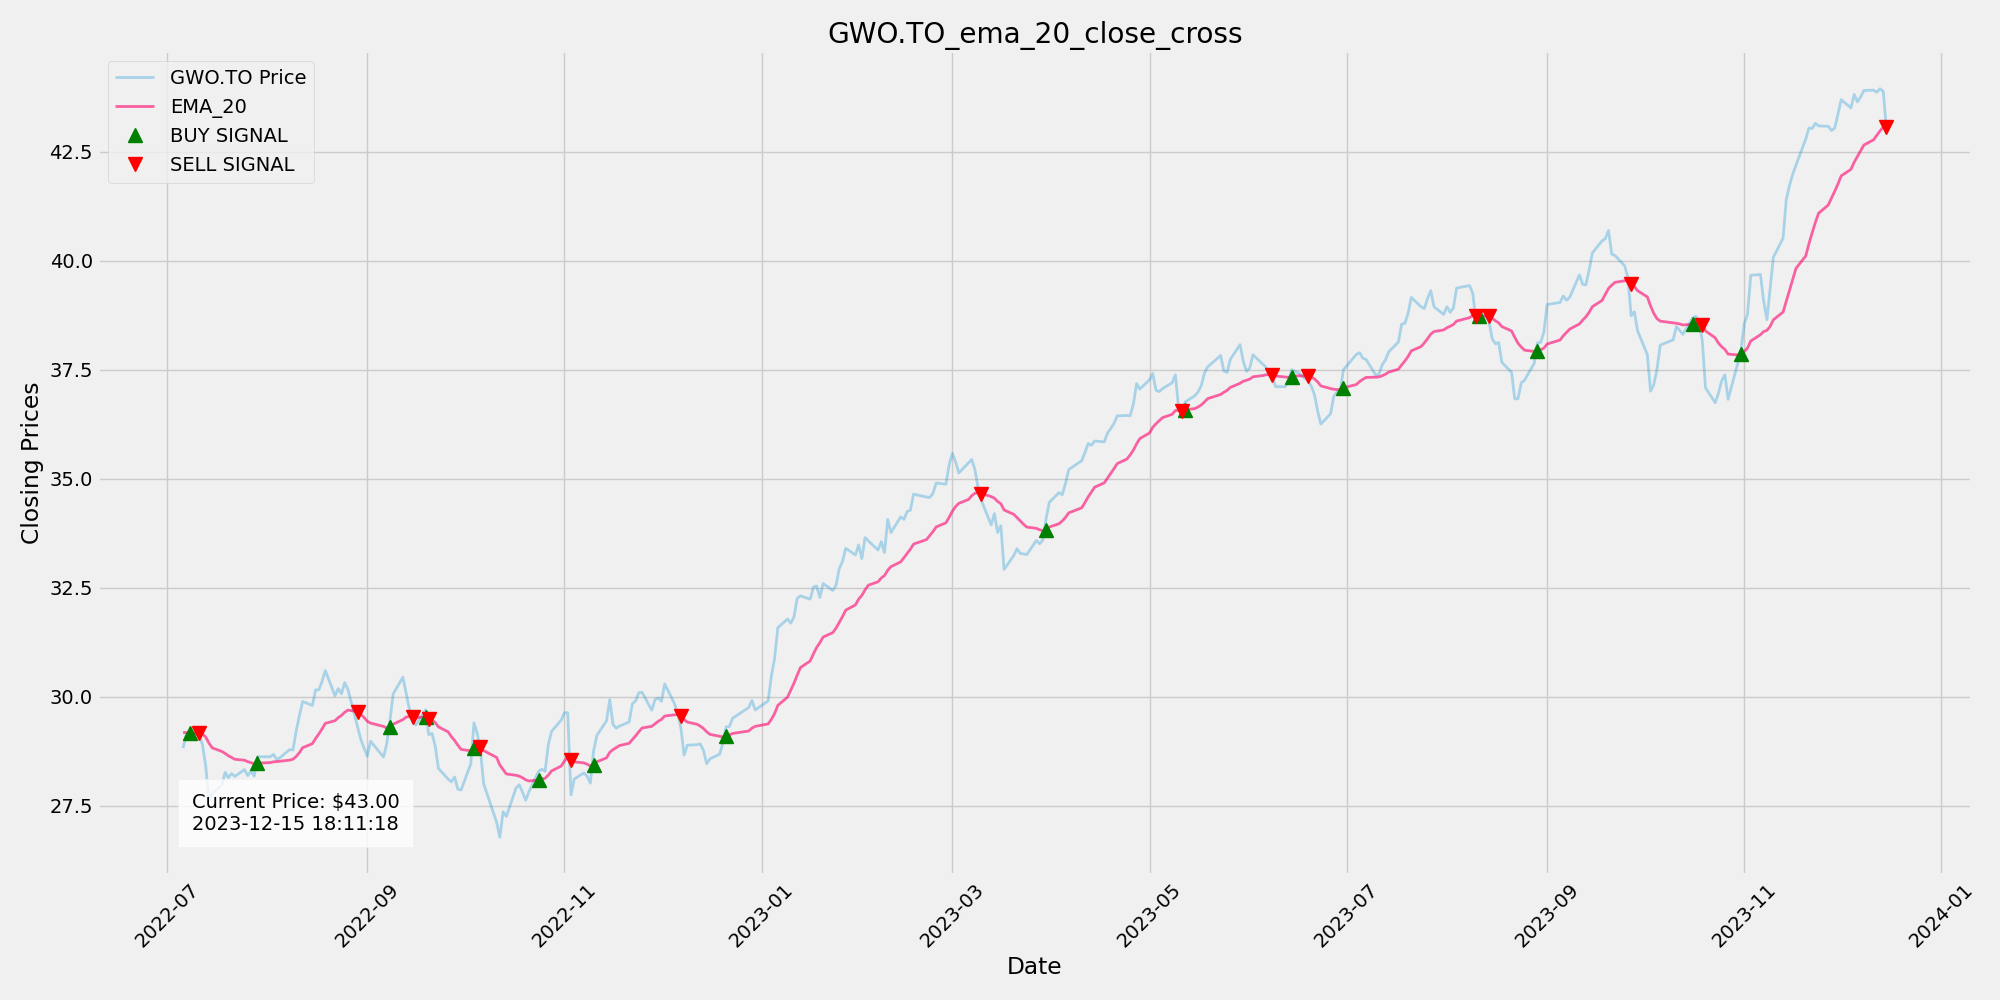 GWO.TO_ema_20_close_cross
GWO.TO Price
EMA_20
BUY SIGNAL
SELL SIGNAL
Closing Prices
42.5
40.0
37.5
35.0
32.5
30.0
27.5
Current Price: $43.00
2023-12-15 18:11:18
2022-07
2022-09
2022-11
2023-01
2023-03
2023-05
2023-07
2023-09
2023-11
2024-01
Date